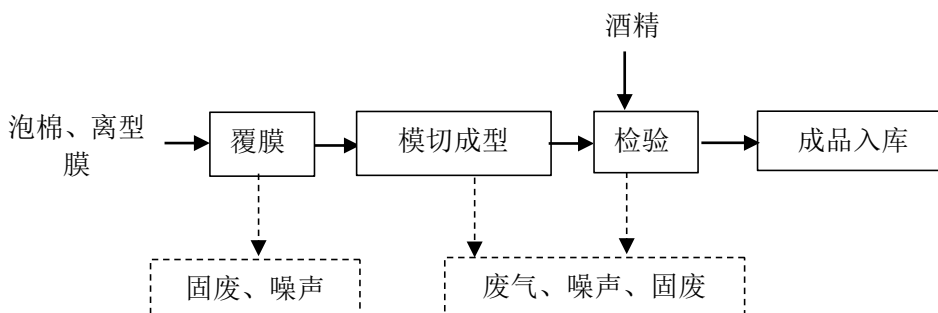 酒精
泡棉、离型
膜
覆膜
模切成型
检验
成品入库
固废、噪声
废气、噪声、固废